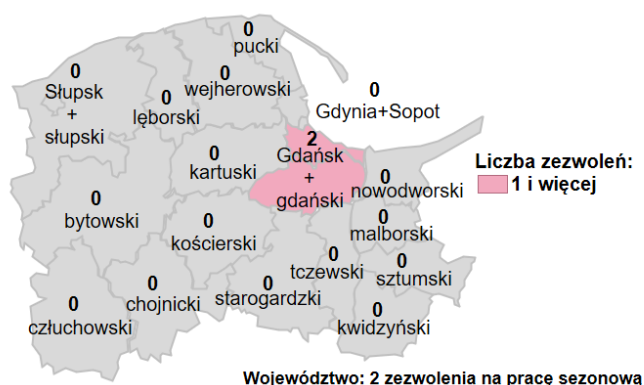 0
pucki
0
Słupsk
+
słupski
0
lęborski
0
wejherowski
0
Gdynia+Sopot
2
Gdańsk
+
gdański
0
kartuski
0
nowodworski
Liczba zezwoleń:
1 i więcej
0
bytowski
0
kościerski
0
malborski
0
tczewski
0
sztumski
0
człuchowski
0
chojnicki
0
starogardzki
0
kwidzyński
Województwo: 2 zezwolenia na pracę sezonową